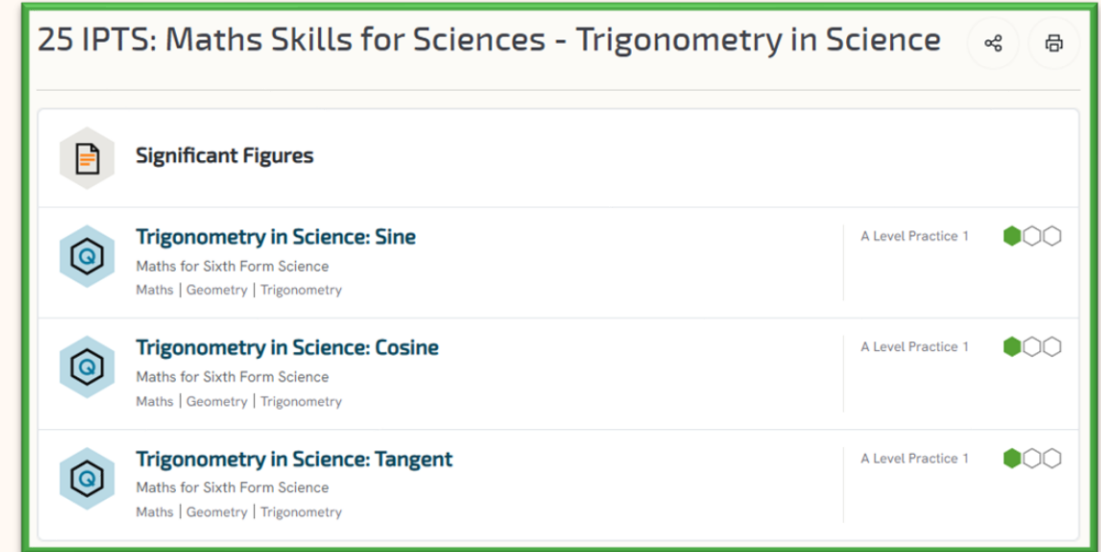 25 IPTS: Maths Skills for Sciences - Trigonometry in Science
Significant Figures
Trigonometry in Science: Sine
A Level Practice 1
Maths for Sixth Form Science
Maths | Geometry | Trigonometry
Trigonometry in Science: Cosine
A Level Practice 1
Maths for Sixth Form Science
Maths | Geometry | Trigonometry
Trigonometry in Science: Tangent
A Level Practice 1
Maths for Sixth Form Science
Maths | Geometry | Trigonometry